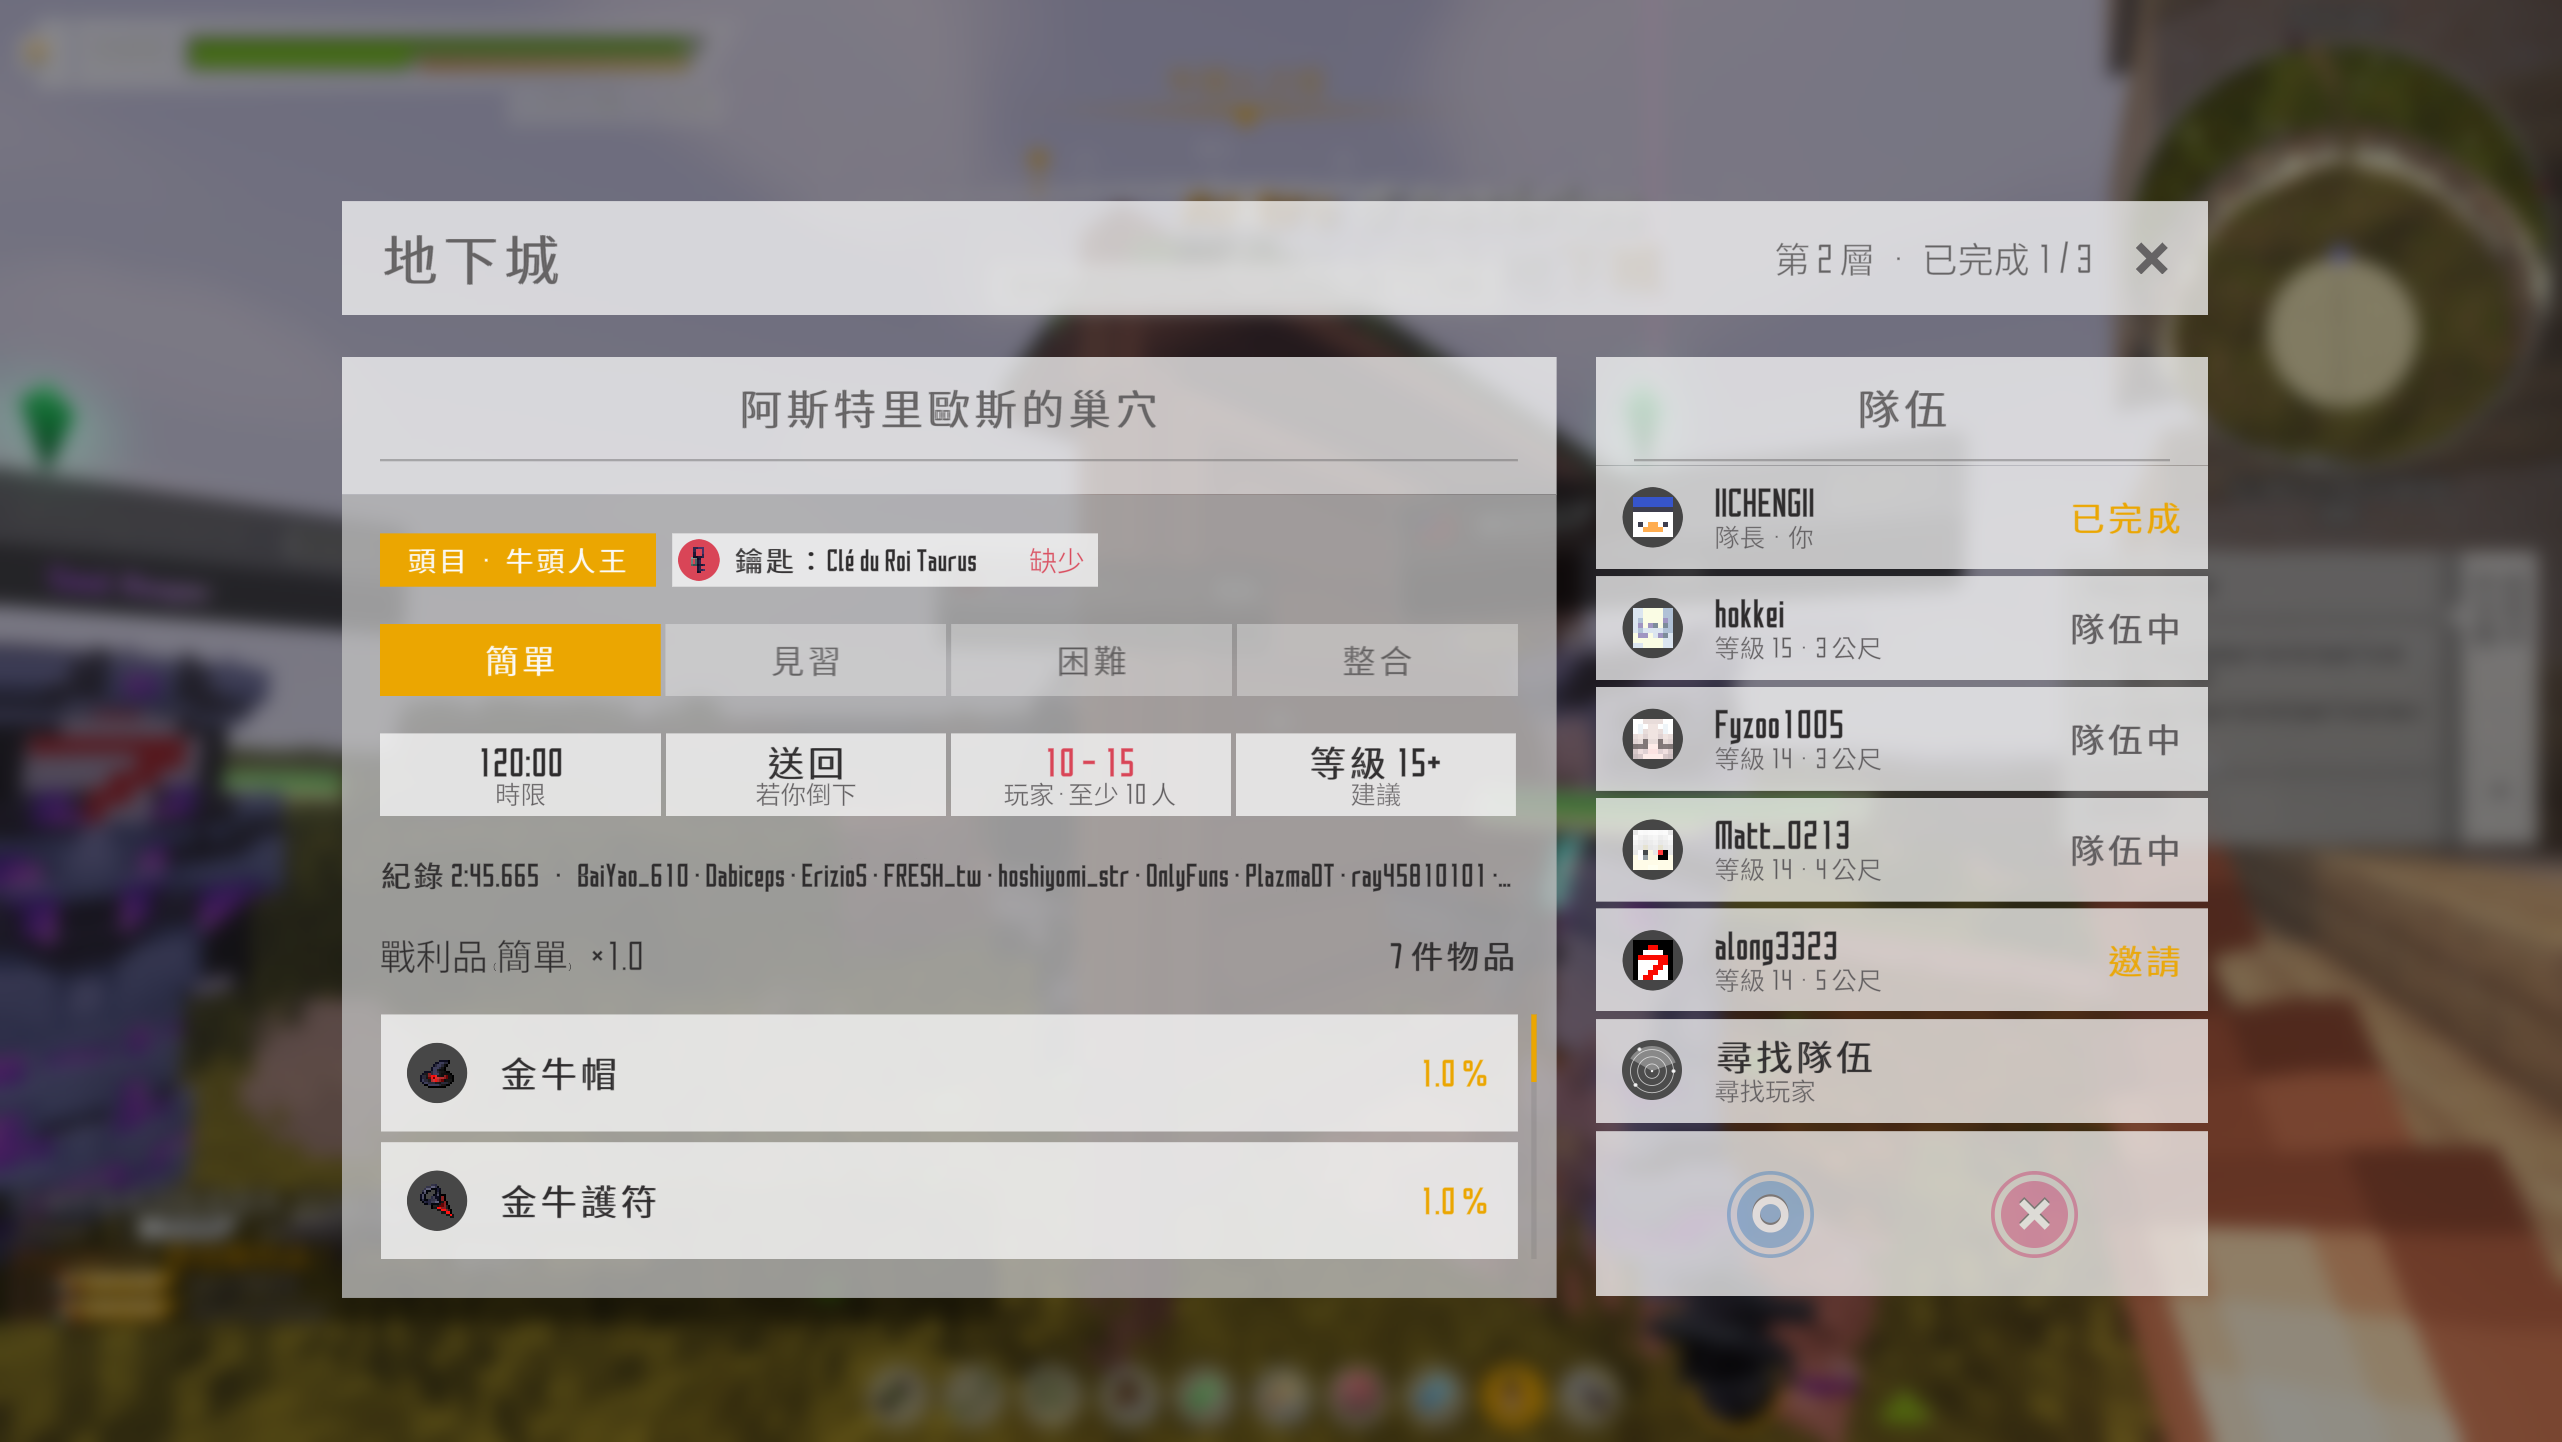 地下城
第2層 · 已完成 1/3
阿斯特里歐斯的巢穴
頭目 · 牛頭人王
鑰匙：Clé du Roi Taurus 缺少
簡單
見習
困難
整合
120:00
時限
送回
若你倒下
10 - 15
玩家 · 至少 10 人
等級 15+
建議
紀錄 2:45.665 · BaiYao_610 · Dabiceps · ErizioS · FRESH_tw · hoshiyomi_str · OnlyFuns · PlazmaDT · ray45810101 ·...
戰利品 (簡單) ×1.0
7 件物品
金牛帽
1.0 %
金牛護符
1.0 %
隊伍
IICHENGII
隊長 · 你
已完成
hokkei
等級 15 · 3 公尺
隊伍中
Fyzoo1005
等級 14 · 3 公尺
隊伍中
Matt_0213
等級 14 · 4 公尺
隊伍中
along3323
等級 14 · 5 公尺
邀請
尋找隊伍
尋找玩家